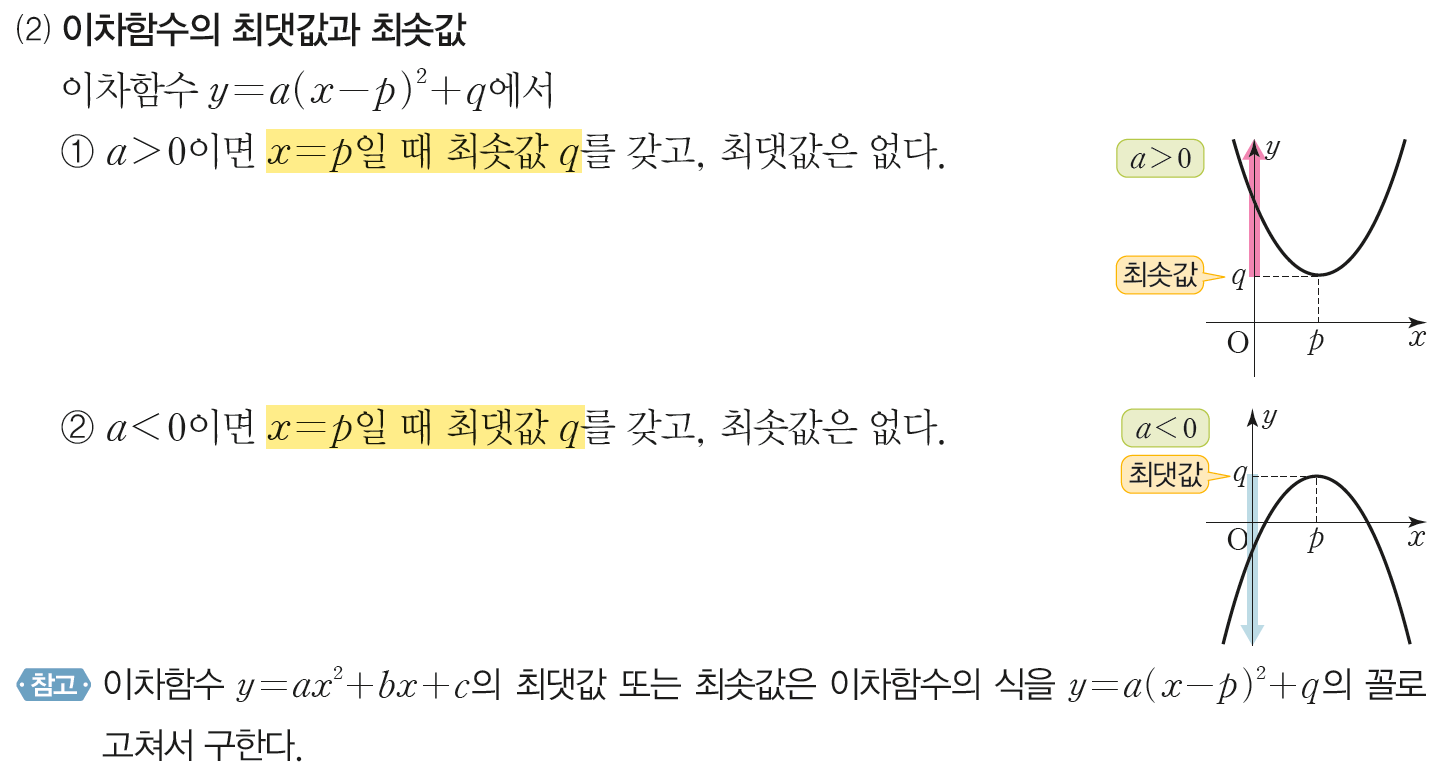 (2) 이차함수의 최댓값과 최솟값
이차함수 y=a(x-p)²+q에서
① a>0이면 x=p일 때 최솟값 q를 갖고, 최댓값은 없다.
a>0
y
최솟값
q
O
p
x
② a<0이면 x=p일 때 최댓값 q를 갖고, 최솟값은 없다.
a<0
y
최댓값
q
O
p
x
참고 이차함수 y=ax²+bx+c의 최댓값 또는 최솟값은 이차함수의 식을 y=a(x-p)²+q의 꼴로
고쳐서 구한다.